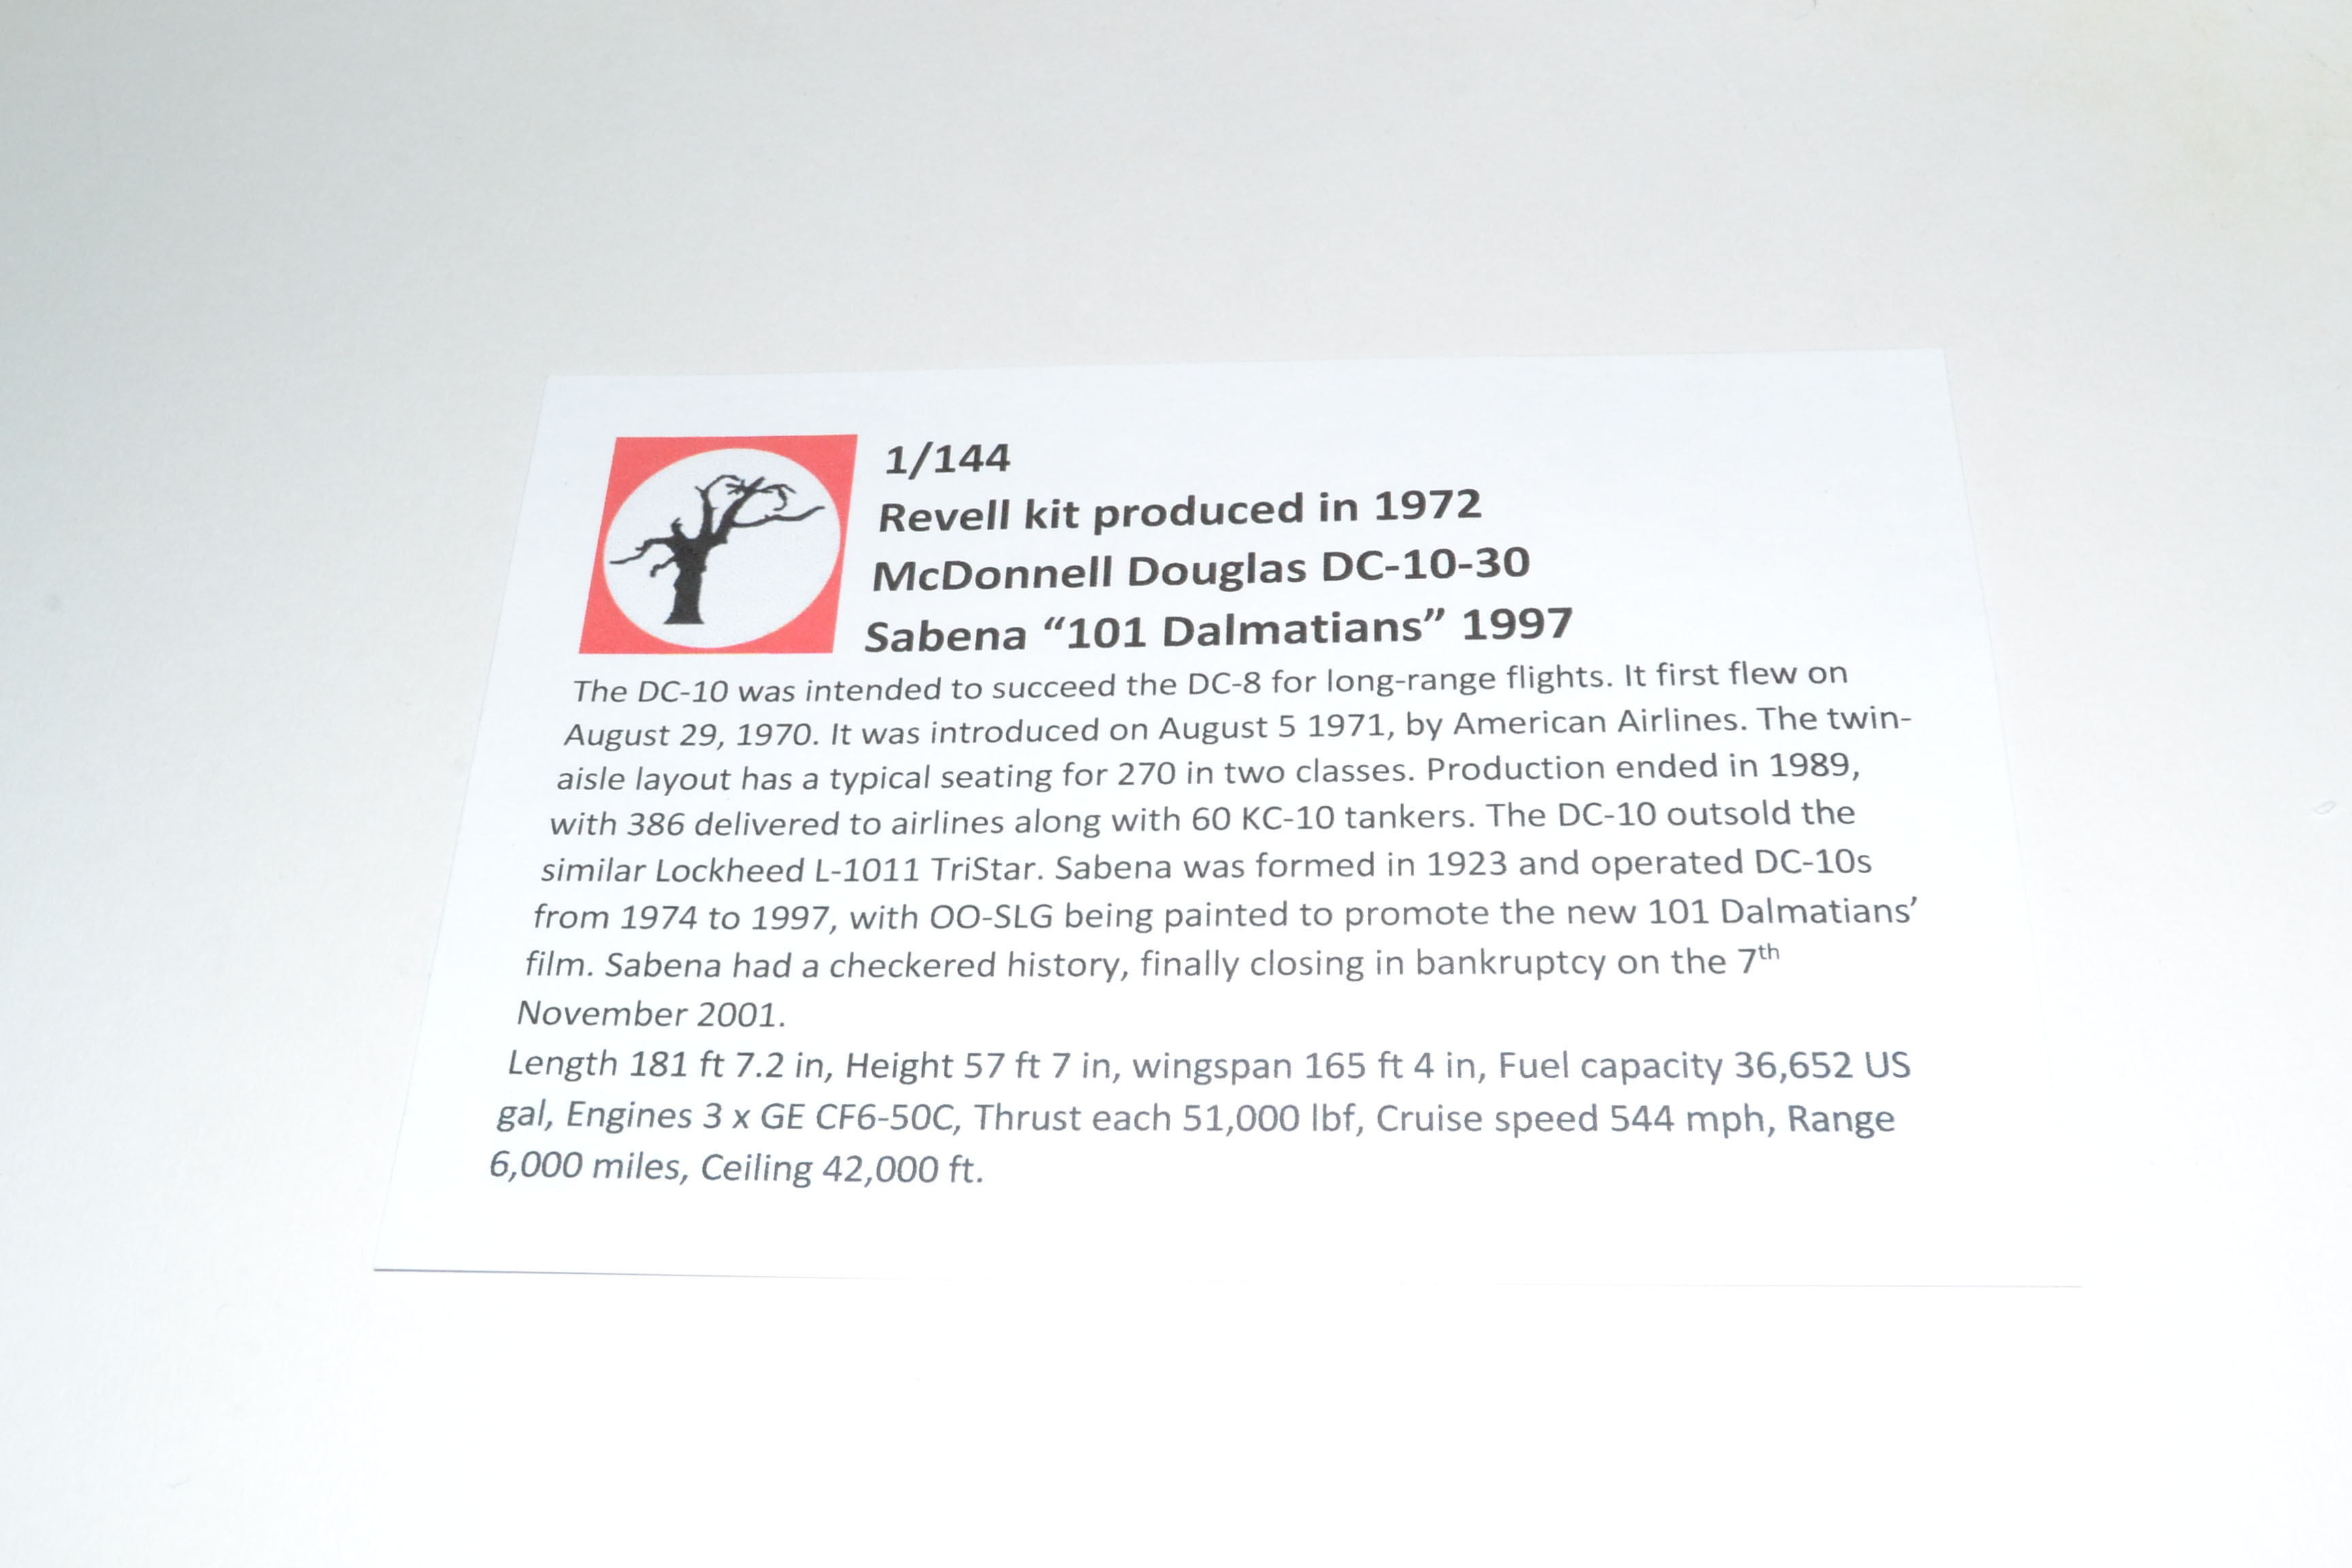 1/144
Revell kit produced in 1972
McDonnell Douglas DC-10-30
Sabena “101 Dalmatians” 1997
The DC-10 was intended to succeed the DC-8 for long-range flights. It first flew on
August 29, 1970. It was introduced on August 5 1971, by American Airlines. The twin-
aisle layout has a typical seating for 270 in two classes. Production ended in 1989,
with 386 delivered to airlines along with 60 KC-10 tankers. The DC-10 outsold the
similar Lockheed L-1011 TriStar. Sabena was formed in 1923 and operated DC-10s
from 1974 to 1997, with OO-SLG being painted to promote the new 101 Dalmatians’
film. Sabena had a checkered history, finally closing in bankruptcy on the 7th
November 2001.
Length 181 ft 7.2 in, Height 57 ft 7 in, wingspan 165 ft 4 in, Fuel capacity 36,652 US
gal, Engines 3 x GE CF6-50C, Thrust each 51,000 lbf, Cruise speed 544 mph, Range
6,000 miles, Ceiling 42,000 ft.